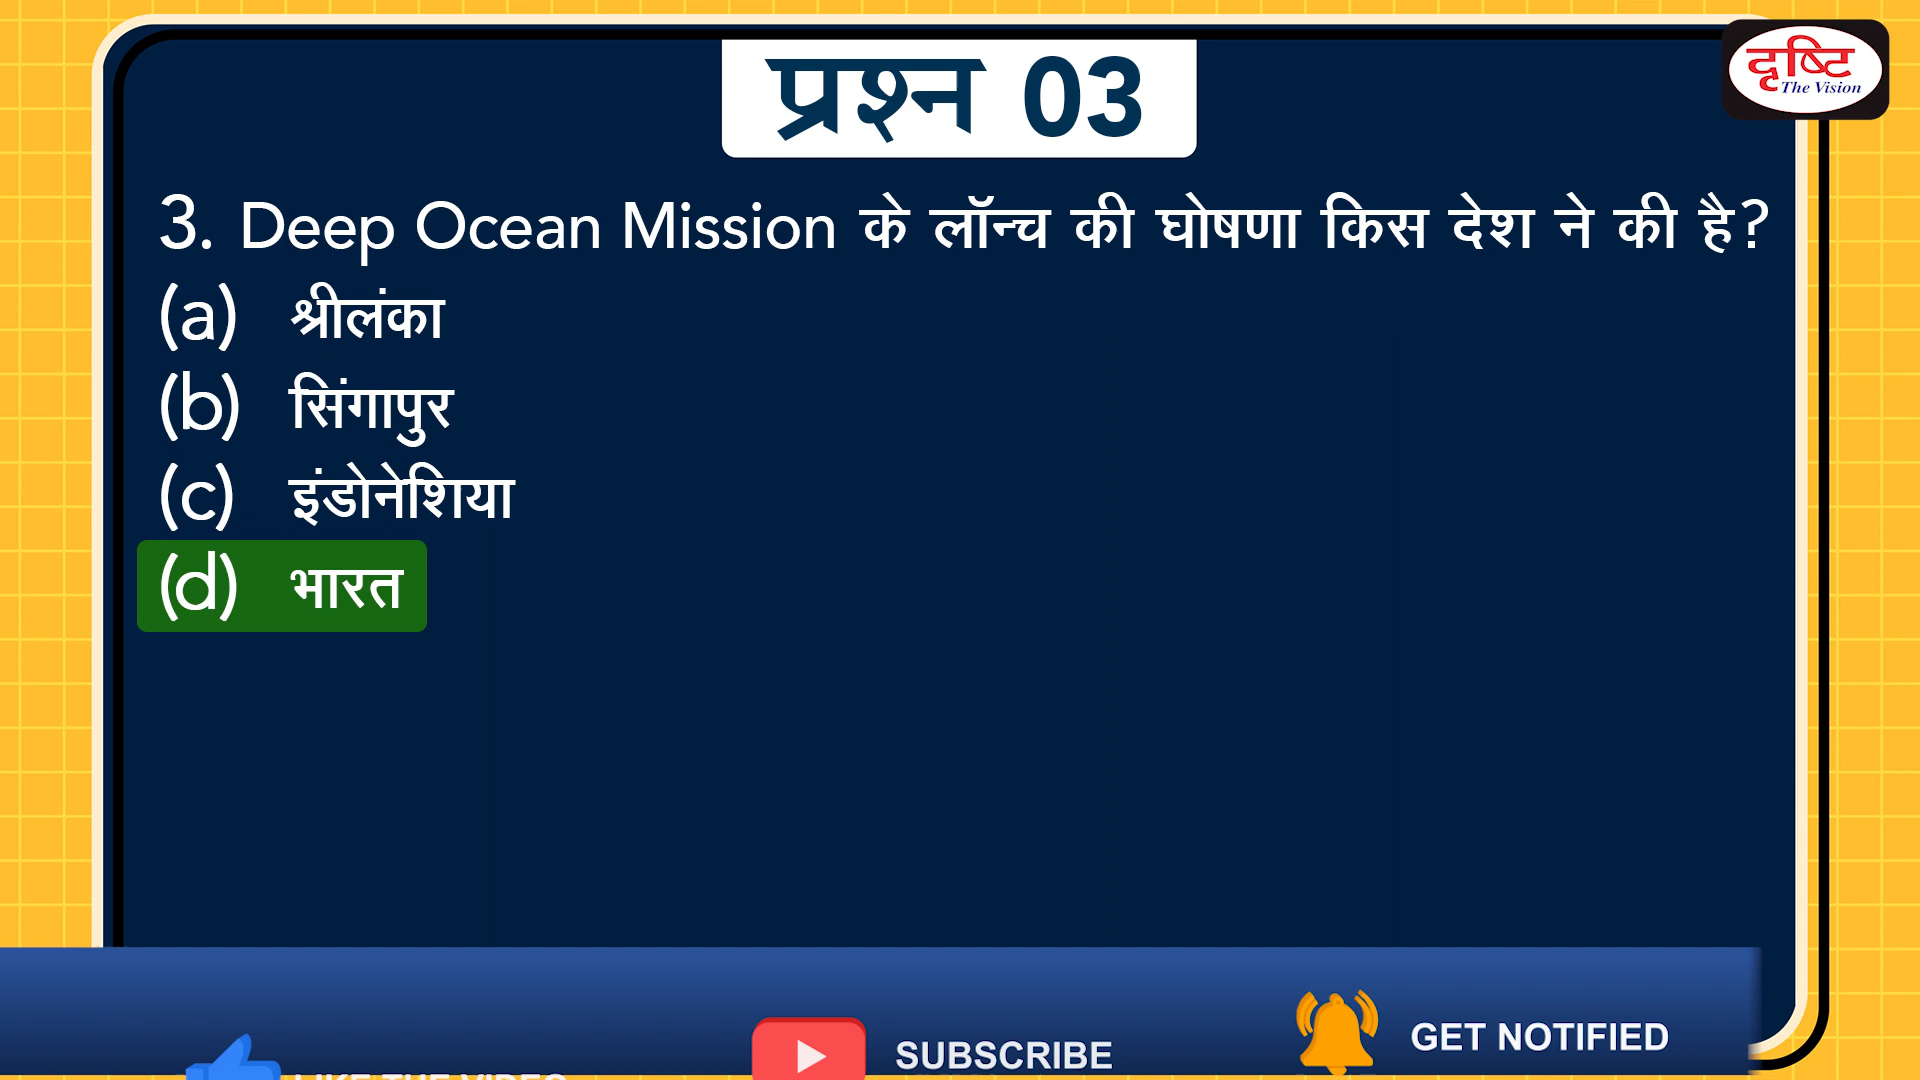 प्रश्न 03
दृष्टि
The Vision
3. Deep Ocean Mission के लॉन्च की घोषणा किस देश ने की है?
(a) श्रीलंका
(b) सिंगापुर
(c) इंडोनेशिया
(d) भारत
LIKE THE VIDEO
SUBSCRIBE
GET NOTIFIED